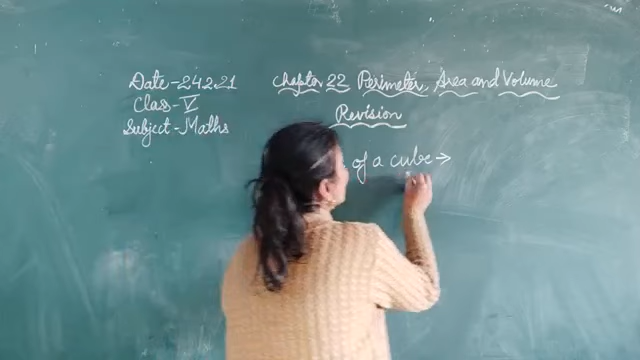 Date-24.2.21
Class-V
Subject-Maths
Chapter 22 Perimeter, Area and Volume
Revision
of a cube →